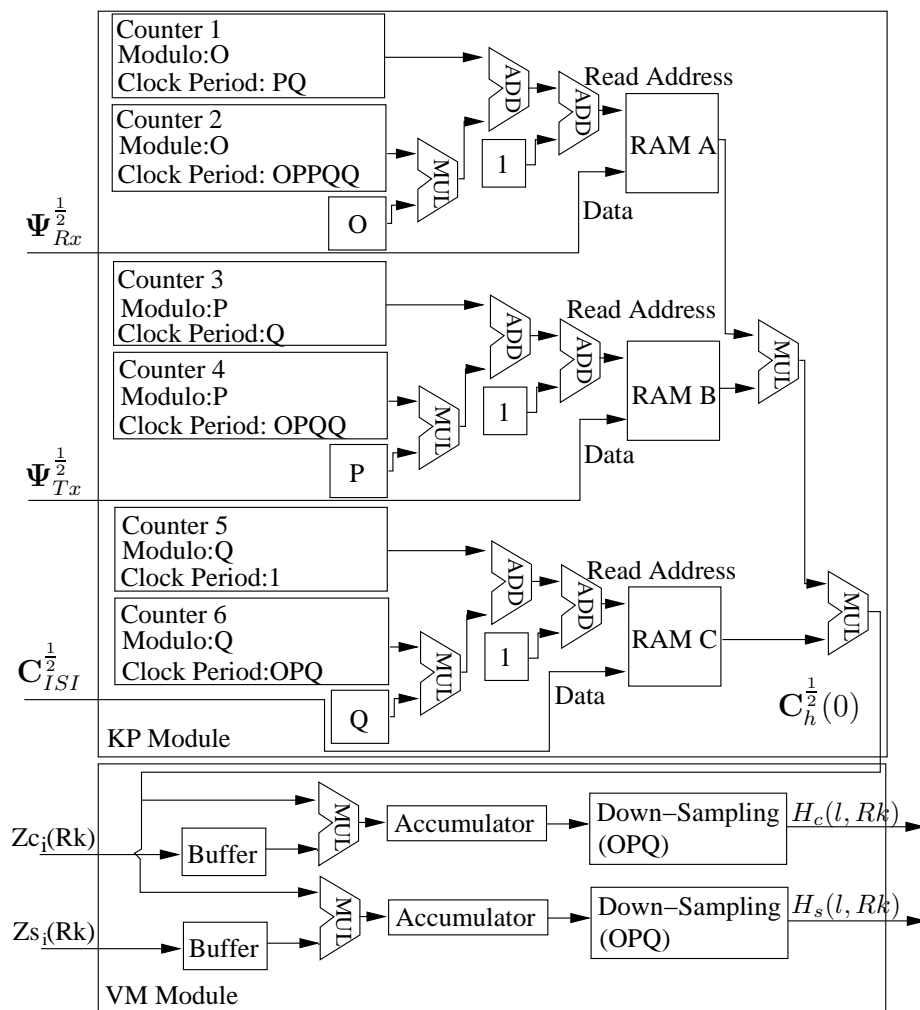 Counter 1
Modulo:O
Clock Period: PQ
ADD
ADD
Read Address
Counter 2
Module:O
Clock Period: OPPQQ
MUL
1
RAM A
O
Data
Ψ_{Rx}^{1/2}
Counter 3
Modulo:P
Clock Period:Q
ADD
ADD
Read Address
MUL
Counter 4
Modulo:P
Clock Period: OPQQ
MUL
1
RAM B
P
Data
Ψ_{Tx}^{1/2}
Counter 5
Modulo:Q
Clock Period:1
ADD
ADD
Read Address
MUL
Counter 6
Modulo:Q
Clock Period:OPQ
MUL
1
RAM C
C_{ISI}^{1/2}
Q
Data
C_h^{1/2}(0)
KP Module
Zc_i(Rk)
Buffer
MUL
Accumulator
Down−Sampling
(OPQ)
H_c(l, Rk)
Zs_i(Rk)
Buffer
MUL
Accumulator
Down−Sampling
(OPQ)
H_s(l, Rk)
VM Module